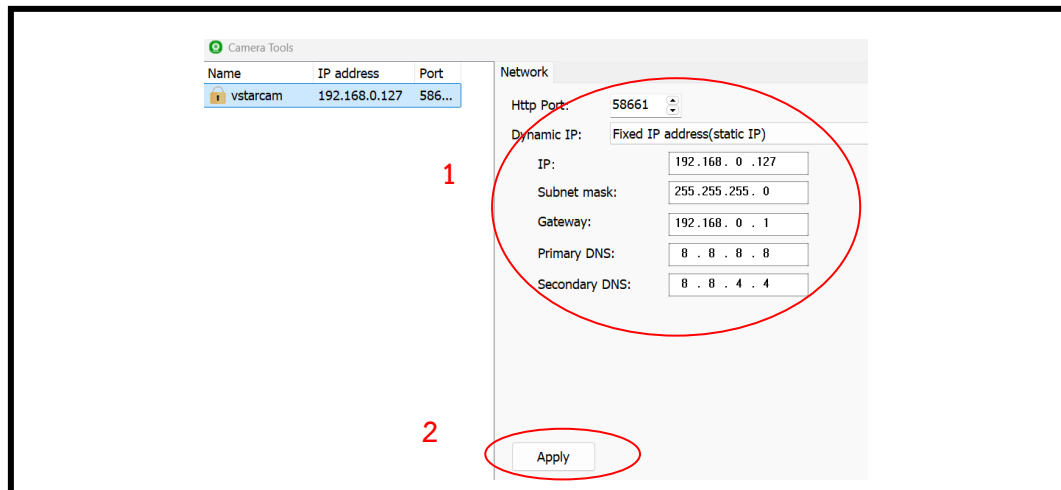 Camera Tools
Name IP address Port
vstarcam 192.168.0.127 586...
Network
Http Port: 58661
Dynamic IP: Fixed IP address(static IP)
1
IP: 192.168. 0 .127
Subnet mask: 255.255.255. 0
Gateway: 192.168. 0 . 1
Primary DNS: 8 . 8 . 8 . 8
Secondary DNS: 8 . 8 . 4 . 4
2
Apply